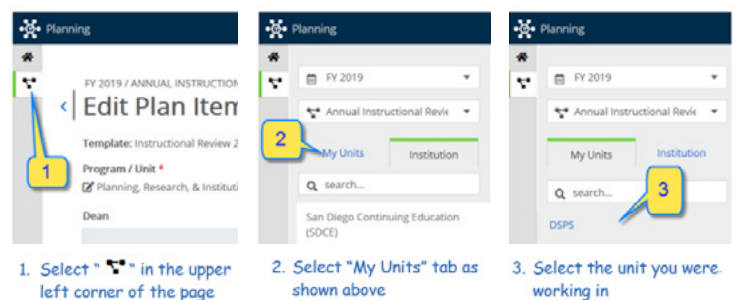 Planning
FY 2019 / ANNUAL INSTRUCTION
Edit Plan Item
Template: Instructional Review 2
1
Program / Unit *
Planning, Research, & Instituti
Dean
1. Select " " in the upper
left corner of the page
Planning
FY 2019
Annual Instructional Revie
2
My Units
Institution
search...
San Diego Continuing Education
(SDCE)
2. Select "My Units" tab as
shown above
Planning
FY 2019
Annual Instructional Revie
My Units
Institution
search...
3
DSPS
3. Select the unit you were
working in